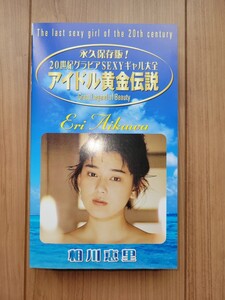 The last sexy girl of the 20th century
永久保存版!
20世紀グラビアSEXYギャル大全
アイドル黄金伝説
of Beauty
Eri Aikawa
相川恵里